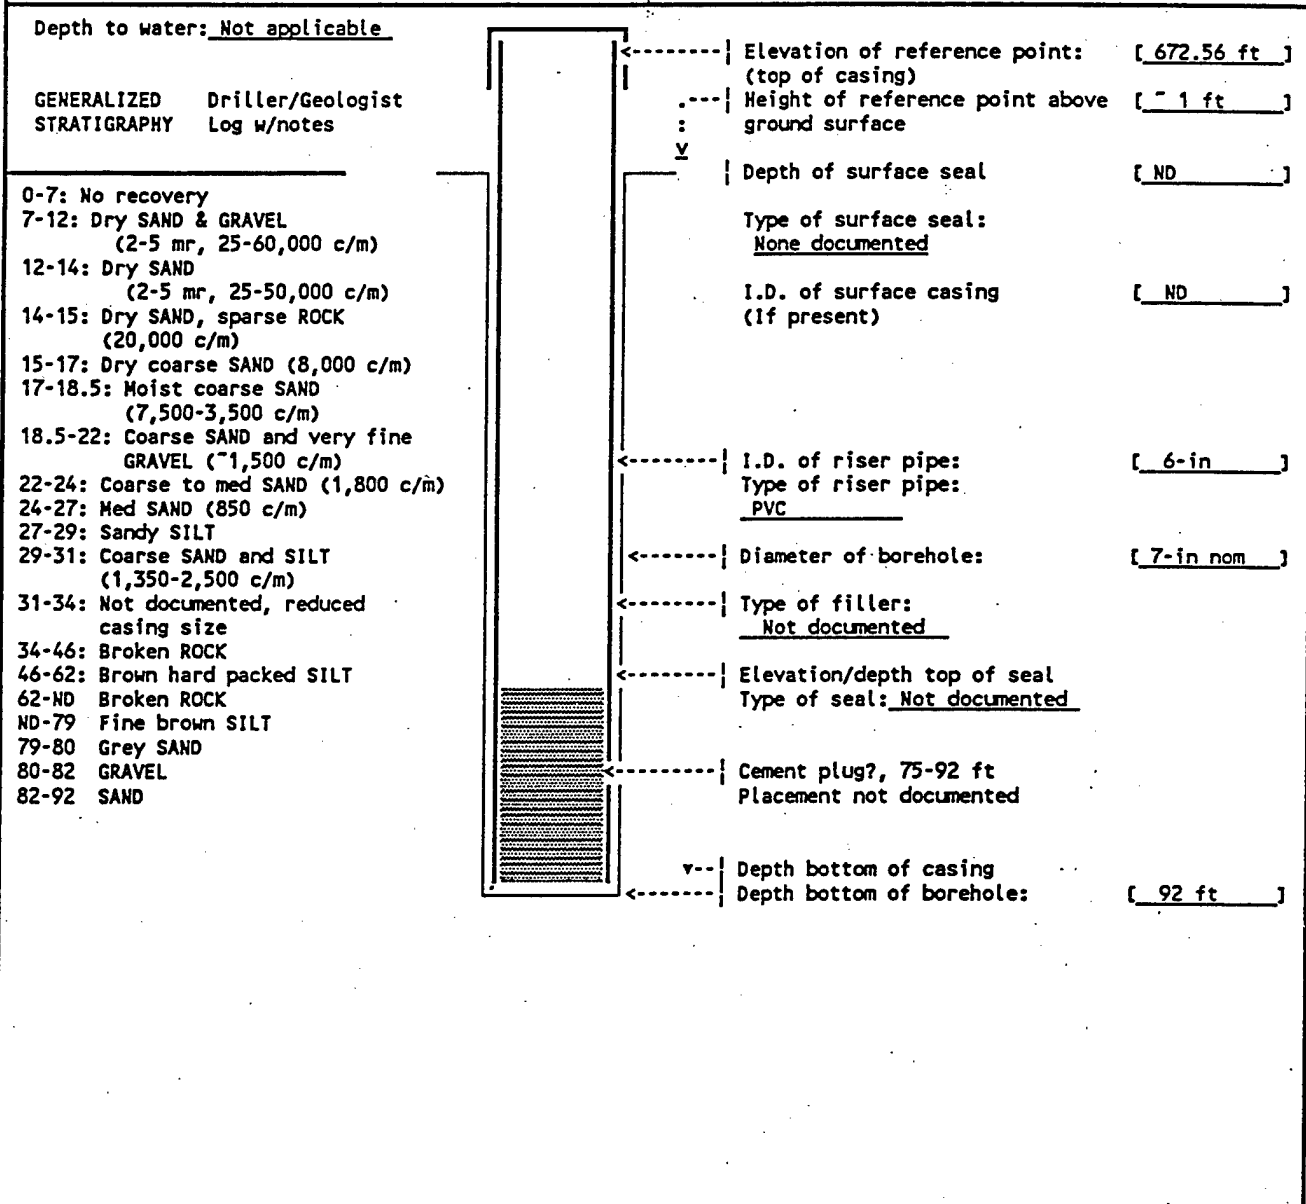 Depth to water: Not applicable
GENERALIZED Driller/Geologist
STRATIGRAPHY Log w/notes
0-7: No recovery
7-12: Dry SAND & GRAVEL
(2-5 mr, 25-60,000 c/m)
12-14: Dry SAND
(2-5 mr, 25-50,000 c/m)
14-15: Dry SAND, sparse ROCK
(20,000 c/m)
15-17: Dry coarse SAND (8,000 c/m)
17-18.5: Moist coarse SAND
(7,500-3,500 c/m)
18.5-22: Coarse SAND and very fine
GRAVEL (~1,500 c/m)
22-24: Coarse to med SAND (1,800 c/m)
24-27: Med SAND (850 c/m)
27-29: Sandy SILT
29-31: Coarse SAND and SILT
(1,350-2,500 c/m)
31-34: Not documented, reduced
casing size
34-46: Broken ROCK
46-62: Brown hard packed SILT
62-ND Broken ROCK
ND-79 Fine brown SILT
79-80 Grey SAND
80-82 GRAVEL
82-92 SAND
Elevation of reference point: [ 672.56 ft ]
(top of casing)
Height of reference point above [ ~ 1 ft ]
ground surface
Depth of surface seal [ ND ]
Type of surface seal:
None documented
I.D. of surface casing [ ND ]
(If present)
I.D. of riser pipe: [ 6-in ]
Type of riser pipe:
PVC
Diameter of borehole: [ 7-in nom ]
Type of filler:
Not documented
Elevation/depth top of seal
Type of seal: Not documented
Cement plug?, 75-92 ft
Placement not documented
Depth bottom of casing
Depth bottom of borehole: [ 92 ft ]